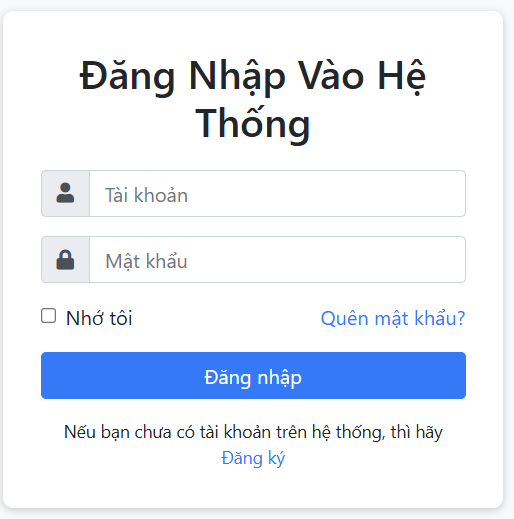 Đăng Nhập Vào Hệ
Thống
Tài khoản
Mật khẩu
Nhớ tôi
Quên mật khẩu?
Đăng nhập
Nếu bạn chưa có tài khoản trên hệ thống, thì hãy
Đăng ký